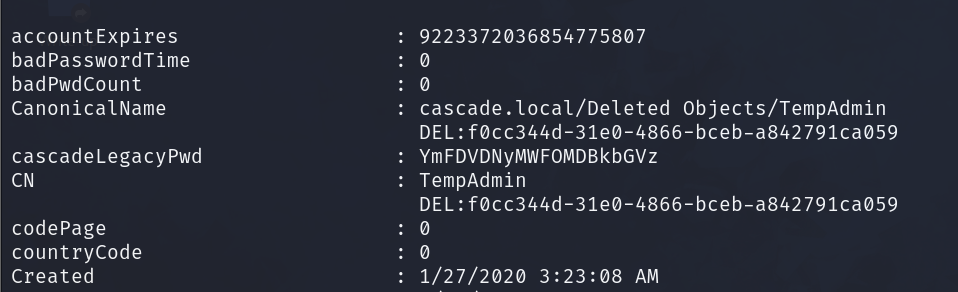 accountExpires : 9223372036854775807
badPasswordTime : 0
badPwdCount : 0
CanonicalName : cascade.local/Deleted Objects/TempAdmin
DEL:f0cc344d-31e0-4866-bceb-a842791ca059
cascadeLegacyPwd : YmFDVDNyMWFOMDBkbGVz
CN : TempAdmin
DEL:f0cc344d-31e0-4866-bceb-a842791ca059
codePage : 0
countryCode : 0
Created : 1/27/2020 3:23:08 AM